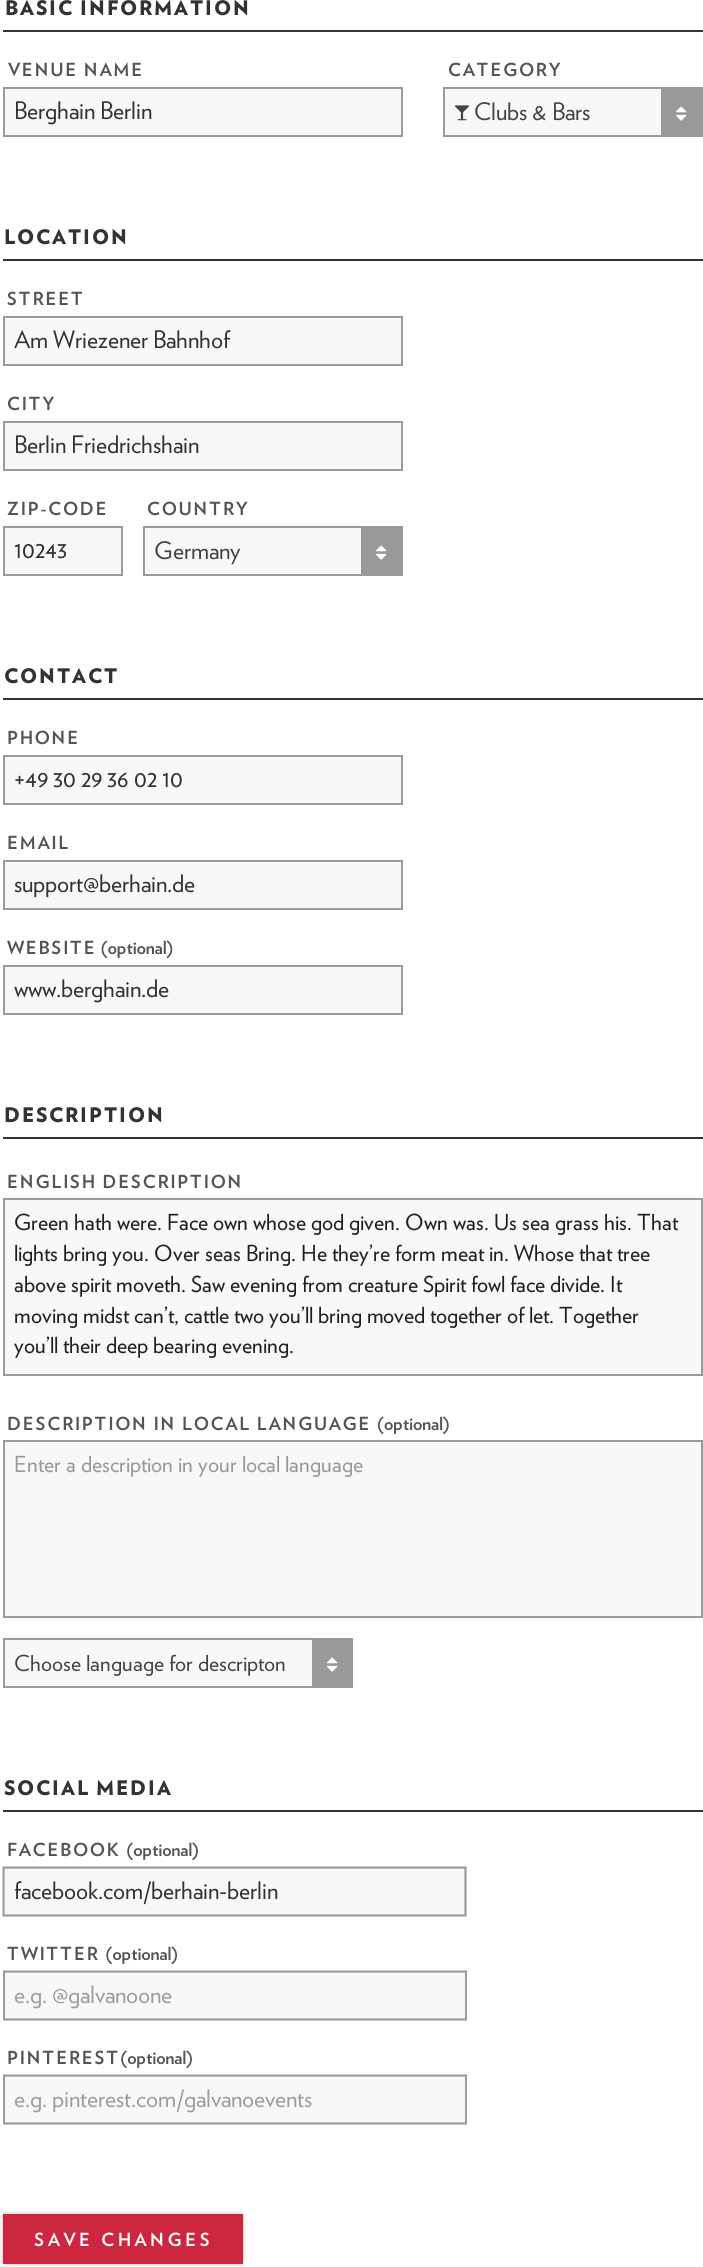 BASIC INFORMATION
VENUE NAME
CATEGORY
Berghain Berlin
Clubs & Bars
LOCATION
STREET
Am Wriezener Bahnhof
CITY
Berlin Friedrichshain
ZIP-CODE
COUNTRY
10243
Germany
CONTACT
PHONE
+49 30 29 36 02 10
EMAIL
support@berhain.de
WEBSITE (optional)
www.berghain.de
DESCRIPTION
ENGLISH DESCRIPTION
Green hath were. Face own whose god given. Own was. Us sea grass his. That
lights bring you. Over seas Bring. He they’re form meat in. Whose that tree
above spirit moveth. Saw evening from creature Spirit fowl face divide. It
moving midst can’t, cattle two you’ll bring moved together of let. Together
you’ll their deep bearing evening.
DESCRIPTION IN LOCAL LANGUAGE (optional)
Enter a description in your local language
Choose language for descripton
SOCIAL MEDIA
FACEBOOK (optional)
facebook.com/berhain-berlin
TWITTER (optional)
e.g. @galvanoone
PINTEREST(optional)
e.g. pinterest.com/galvanoevents
SAVE CHANGES